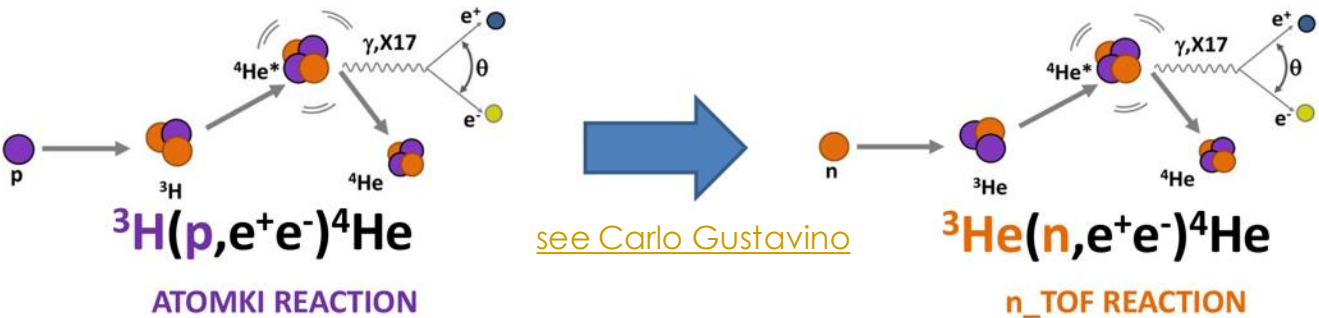 γ,X17
e⁺
θ
e⁻
⁴He*
p
³H
⁴He
³H(p,e⁺e⁻)⁴He
ATOMKI REACTION
see Carlo Gustavino
γ,X17
e⁺
θ
e⁻
⁴He*
n
³He
⁴He
³He(n,e⁺e⁻)⁴He
n_TOF REACTION